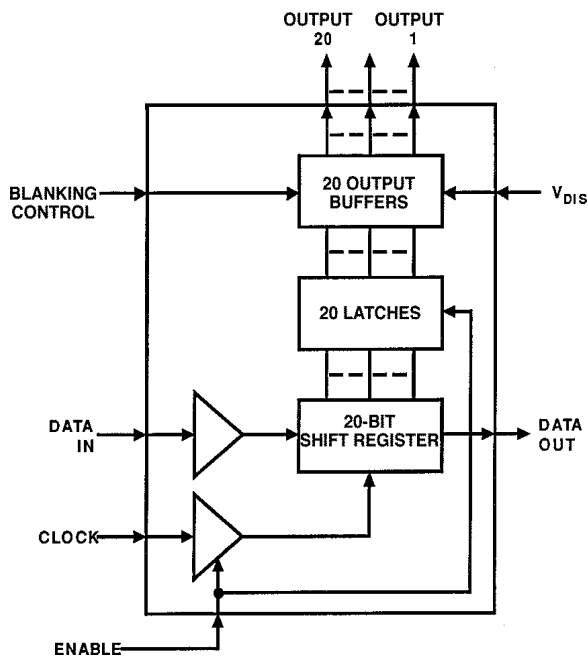 OUTPUT
20
OUTPUT
1
BLANKING
CONTROL
20 OUTPUT
BUFFERS
VDIS
20 LATCHES
DATA
IN
20-BIT
SHIFT REGISTER
DATA
OUT
CLOCK
ENABLE